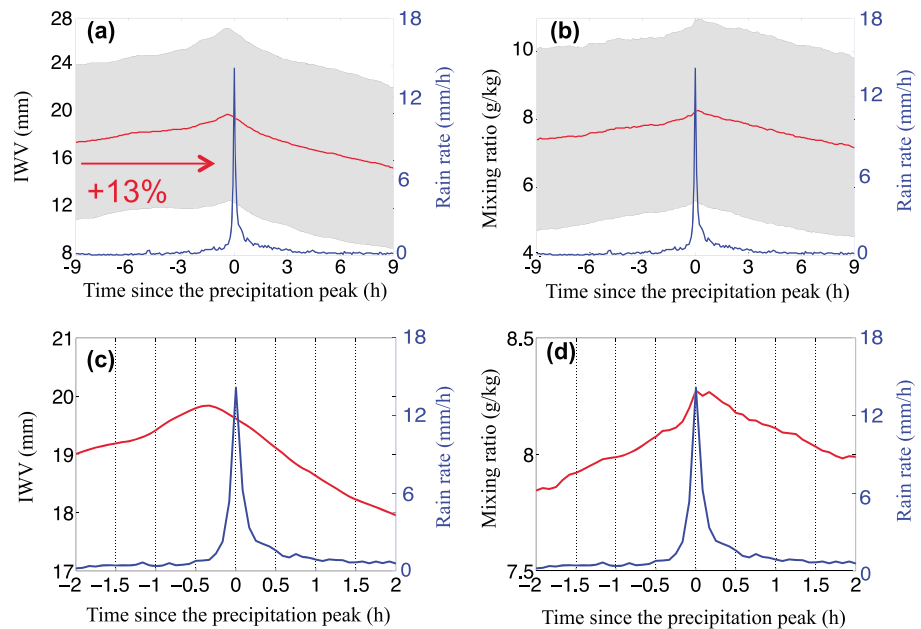 (a)
28
24
20
16
12
8
IWV (mm)
+13%
18
12
6
0
Rain rate (mm/h)
-9 -6 -3 0 3 6 9
Time since the precipitation peak (h)
(b)
10
8
6
4
Mixing ratio (g/kg)
18
12
6
0
Rain rate (mm/h)
-9 -6 -3 0 3 6 9
Time since the precipitation peak (h)
(c)
21
20
19
18
17
IWV (mm)
18
12
6
0
Rain rate (mm/h)
-2 -1.5 -1 -0.5 0 0.5 1 1.5 2
Time since the precipitation peak (h)
(d)
8.5
8
7.5
Mixing ratio (g/kg)
18
12
6
0
Rain rate (mm/h)
-2 -1.5 -1 -0.5 0 0.5 1 1.5 2
Time since the precipitation peak (h)